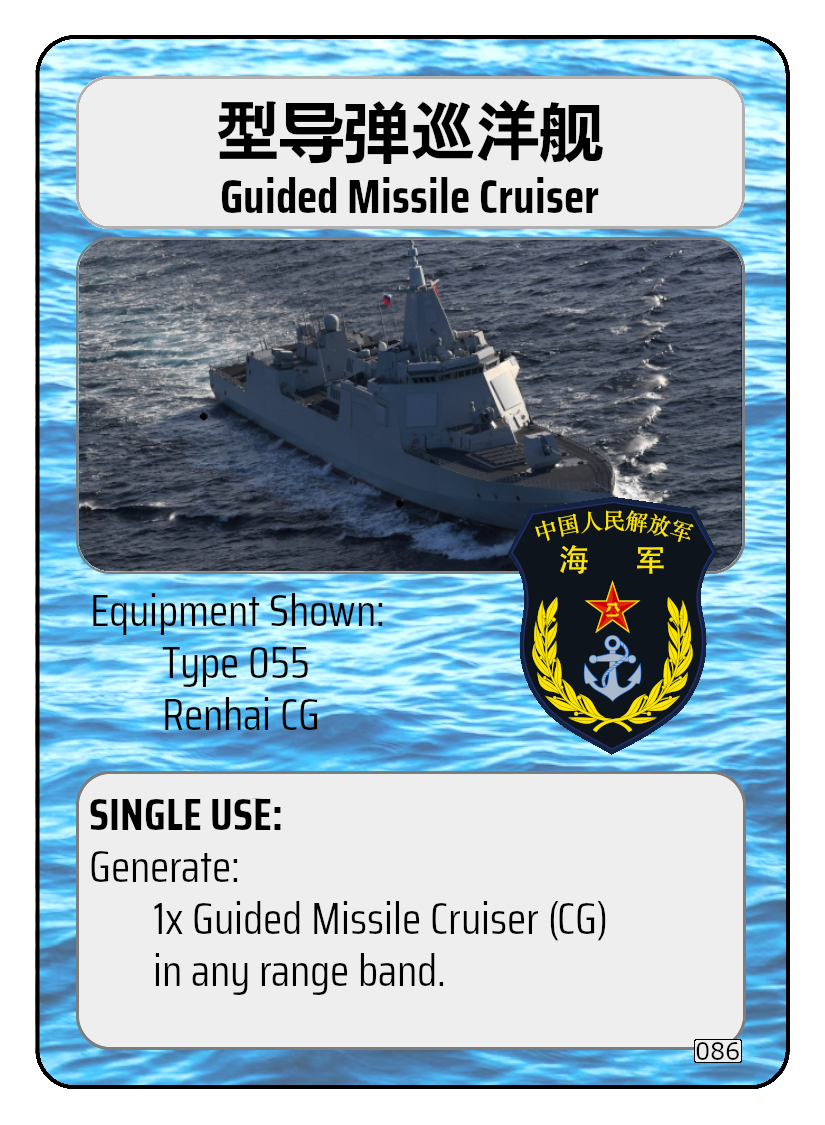 型导弹巡洋舰
Guided Missile Cruiser
中国人民解放军
海 军
Equipment Shown:
Type 055
Renhai CG
SINGLE USE:
Generate:
1x Guided Missile Cruiser (CG)
in any range band.
086